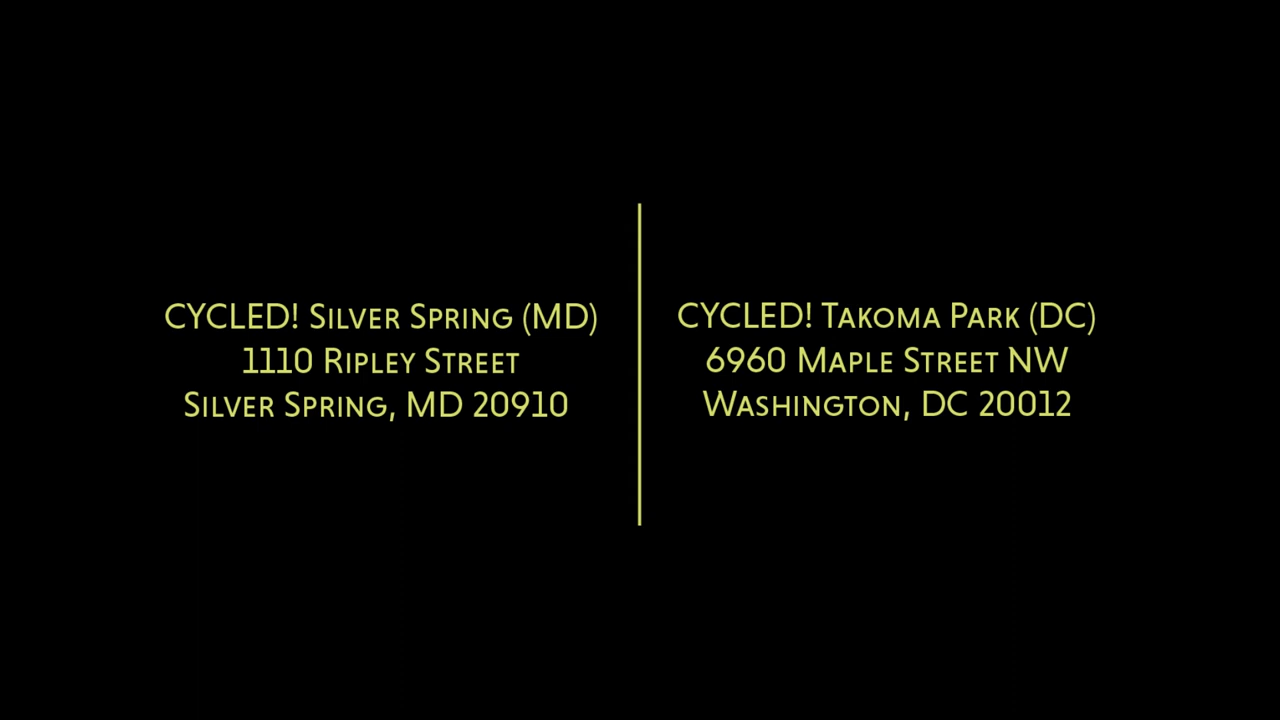 CYCLED! Silver Spring (MD)
1110 Ripley Street
Silver Spring, MD 20910
CYCLED! Takoma Park (DC)
6960 Maple Street NW
Washington, DC 20012